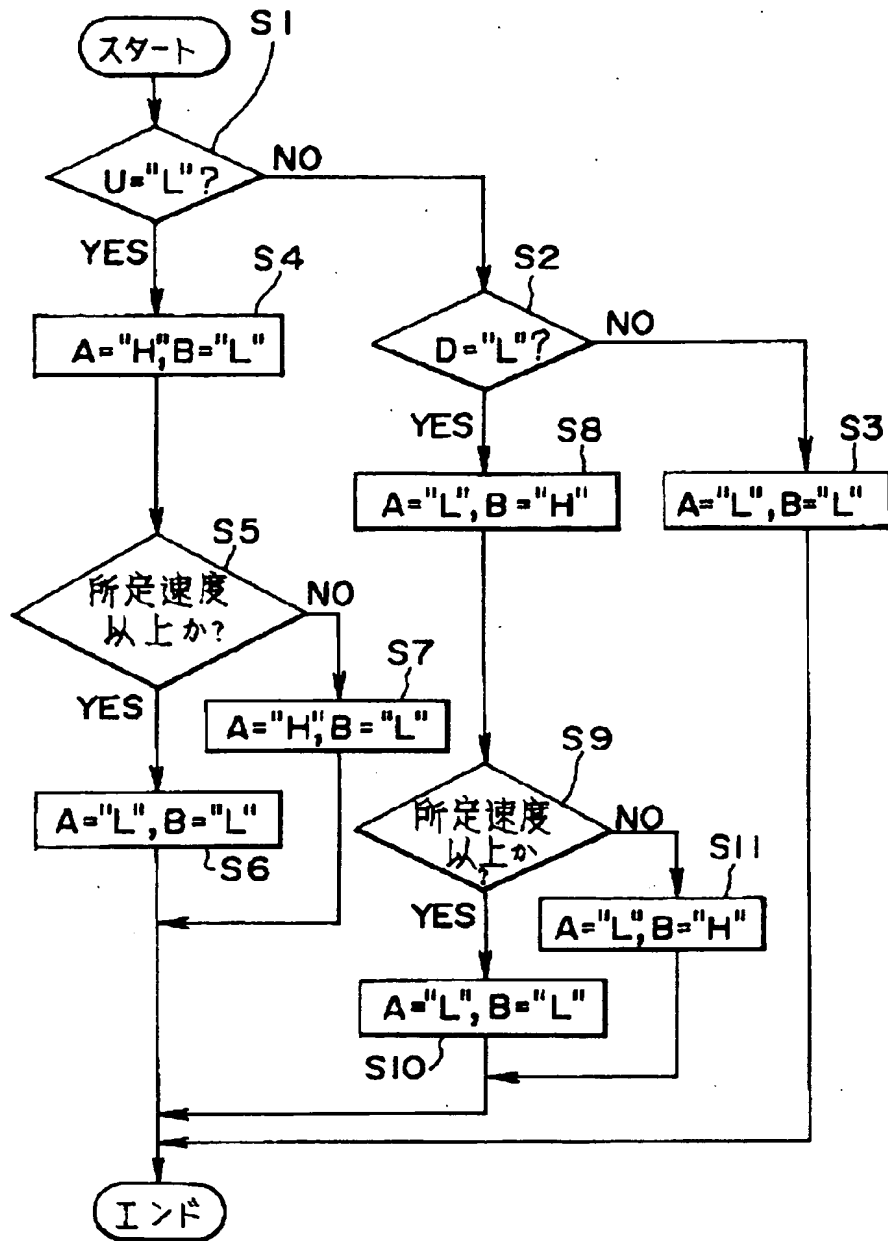 スタート
S1
U="L"?
NO
YES
S4
A="H",B="L"
S2
D="L"?
NO
YES
S8
A="L",B="H"
S3
A="L",B="L"
S5
所定速度
以上か?
NO
YES
S7
A="H",B="L"
A="L",B="L"
S6
S9
所定速度
以上か
?
NO
YES
S11
A="L",B="H"
A="L",B="L"
S10
エンド